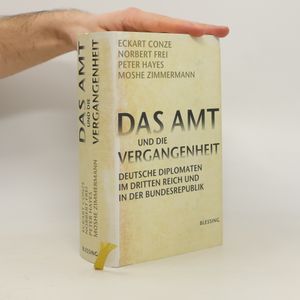 ECKART CONZE
NORBERT FREI
PETER HAYES
MOSHE ZIMMERMANN
DAS AMT
UND DIE
VERGANGENHEIT
DEUTSCHE DIPLOMATEN
IM DRITTEN REICH UND
IN DER BUNDESREPUBLIK
BLESSING
DAS AMT
UND DIE
VERGANGENHEIT
ECKART CONZE
NORBERT FREI
PETER HAYES
MOSHE ZIMMERMANN